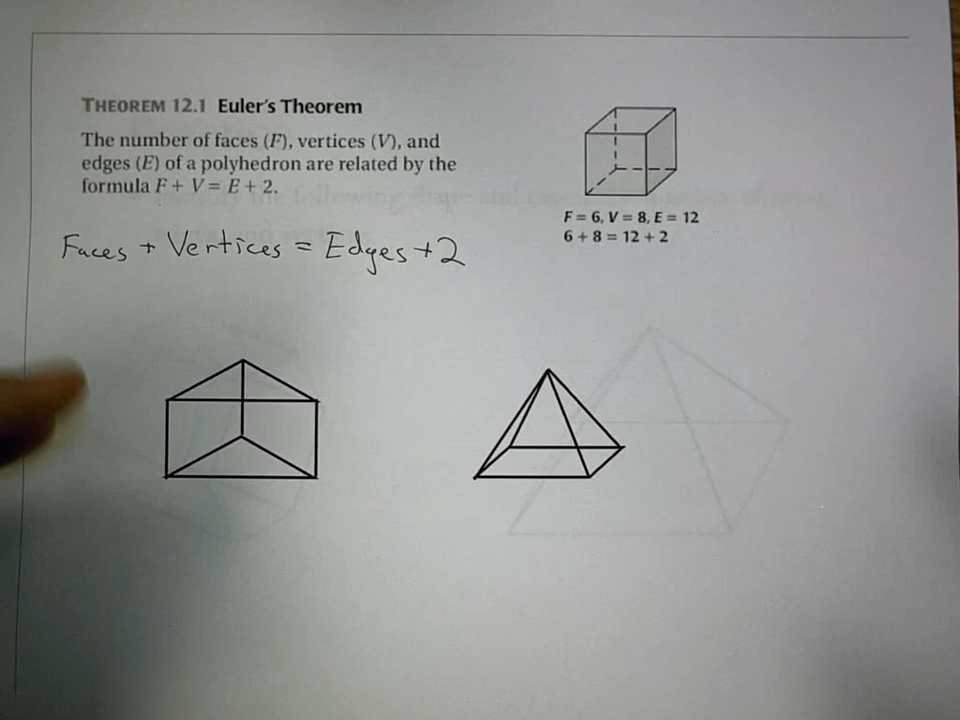 THEOREM 12.1 Euler's Theorem
The number of faces (F), vertices (V), and
edges (E) of a polyhedron are related by the
formula F + V = E + 2.
F = 6, V = 8, E = 12
6 + 8 = 12 + 2
Faces + Vertices = Edges + 2